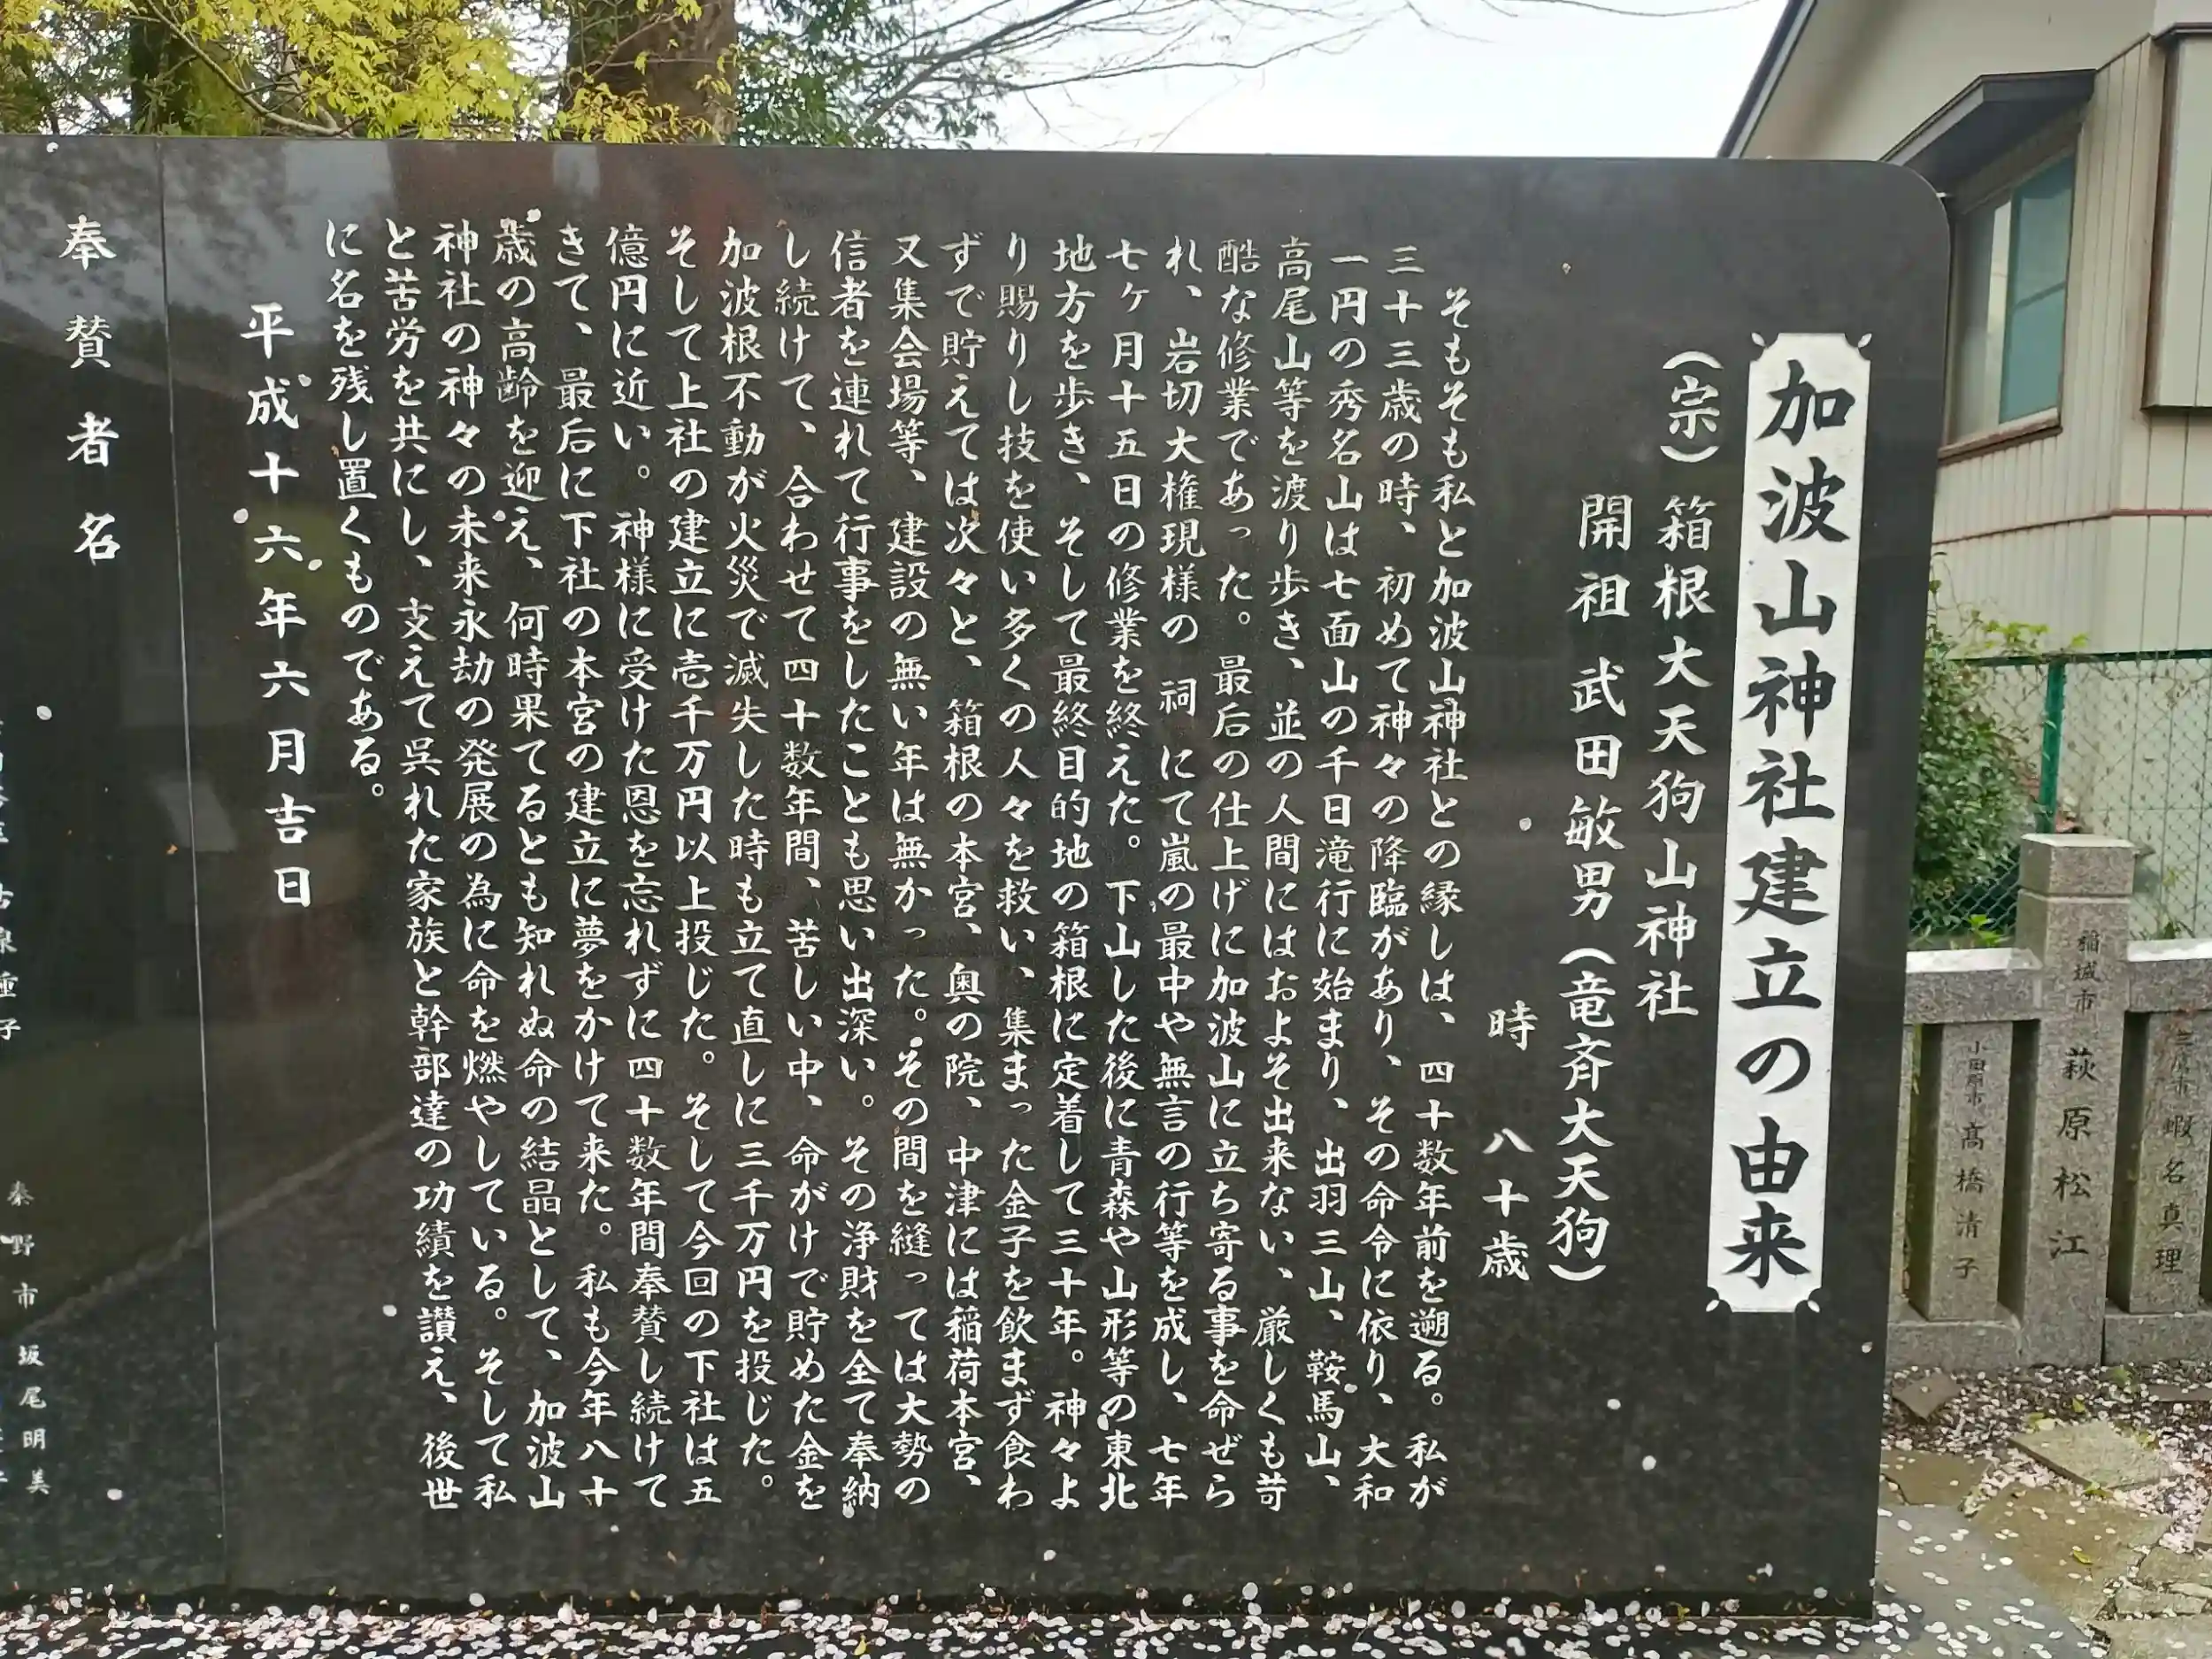 加波山神社建立の由来
(宗)箱根大天狗山神社
開祖 武田敏男(竜斉大天狗)
時 八十歳
そもそも私と加波山神社との縁しは、四十数年前を遡る。私が
三十三歳の時、初めて神々の降臨があり、その命令に依り、大和
一円の秀名山は七面山の千日滝行に始まり、出羽三山、鞍馬山、
高尾山等を渡り歩き、並の人間にはおよそ出来ない、厳しくも苛
酷な修業であった。最后の仕上げに加波山に立ち寄る事を命ぜら
れ、岩切大権現様の祠にて嵐の最中や無言の行等を成し、七年
七ヶ月十五日の修業を終えた。下山した後に青森や山形等の東北
地方を歩き、そして最終目的地の箱根に定着して三十年。神々よ
り賜りし技を使い多くの人々を救い、集まった金子を飲まず食わ
ずで貯えては次々と、箱根の本宮、奥の院、中津には稲荷本宮、
又集会場等、建設の無い年は無かった。その間を縫っては大勢の
信者を連れて行事をしたことも思い出深い。その浄財を全て奉納
し続けて、合わせて四十数年間、苦しい中、命がけで貯めた金を
加波根不動が火災で滅失した時も立て直しに三千万円を投じた。
そして上社の建立に壱千万円以上投じた。そして今回の下社は五
億円に近い。神様に受けた恩を忘れずに四十数年間奉賛し続けて
きて、最后に下社の本宮の建立に夢をかけて来た。私も今年八十
歳の高齢を迎え、何時果てるとも知れぬ命の結晶として、加波山
神社の神々の未来永劫の発展の為に命を燃やしている。そして私
と苦労を共にし、支えて呉れた家族と幹部達の功績を讃え、後世
に名を残し置くものである。
平成十六年六月吉日
奉賛者名
秦野市 坂尾明美
稲城市 萩原松江
小田原市 高橋清子
蝦名真理